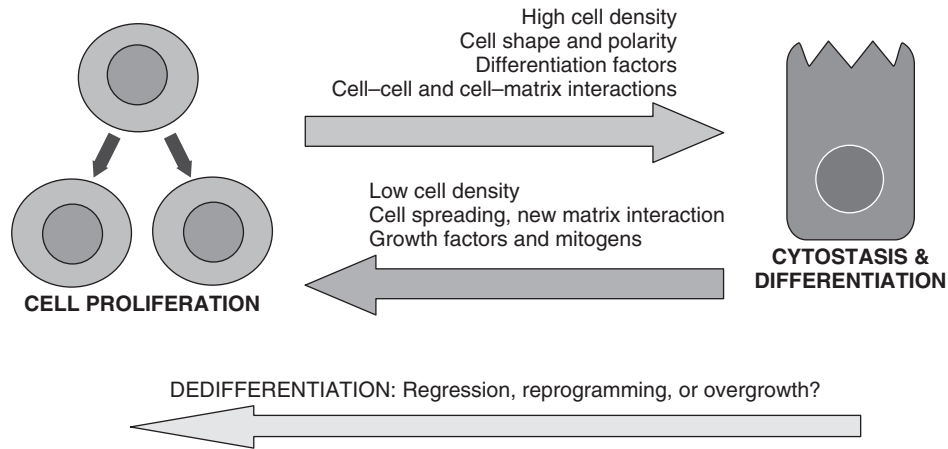 High cell density
Cell shape and polarity
Differentiation factors
Cell–cell and cell–matrix interactions
Low cell density
Cell spreading, new matrix interaction
Growth factors and mitogens
CELL PROLIFERATION
CYTOSTASIS &
DIFFERENTIATION
DEDIFFERENTIATION: Regression, reprogramming, or overgrowth?